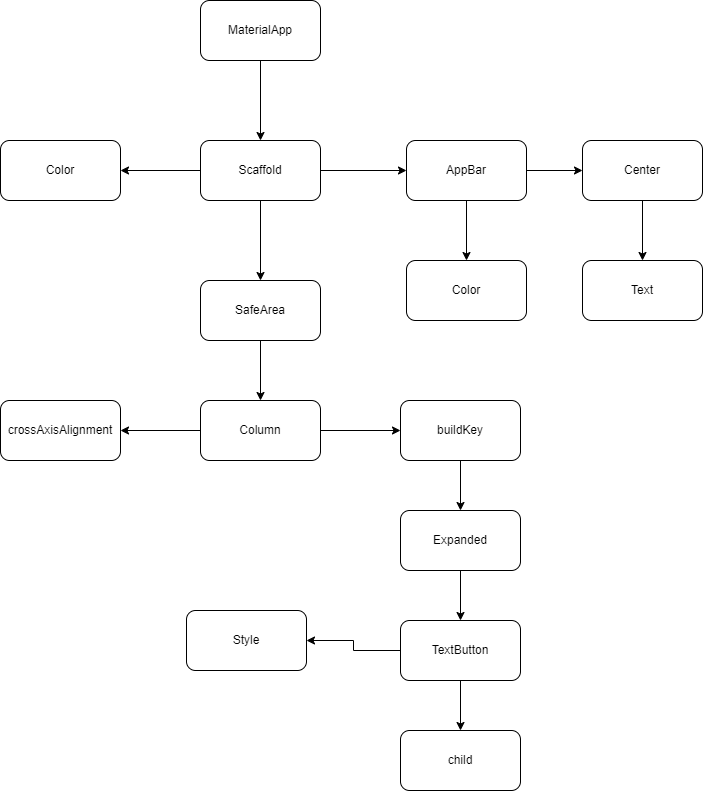 MaterialApp
Color
Scaffold
AppBar
Center
SafeArea
Color
Text
crossAxisAlignment
Column
buildKey
Expanded
Style
TextButton
child